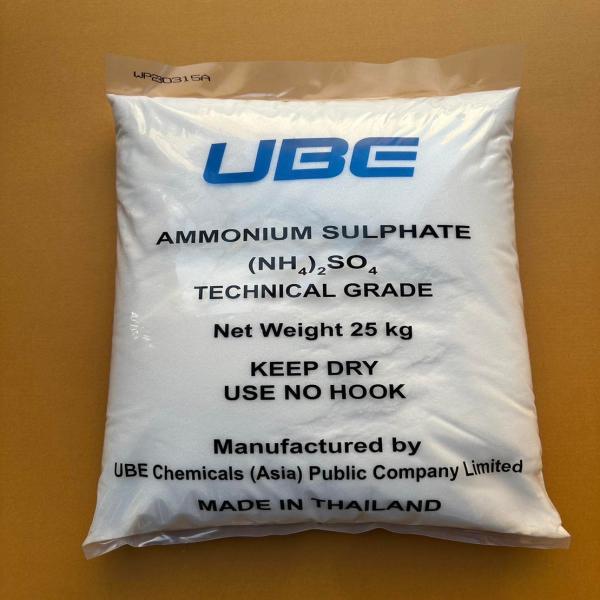 WP230315A
UBE
AMMONIUM SULPHATE
(NH4)2SO4
TECHNICAL GRADE
Net Weight 25 kg
KEEP DRY
USE NO HOOK
Manufactured by
UBE Chemicals (Asia) Public Company Limited
MADE IN THAILAND